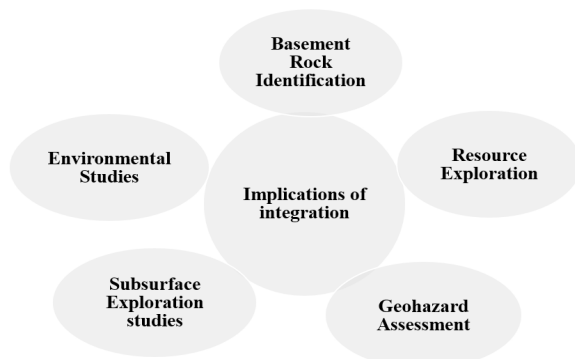 Basement
Rock
Identification
Environmental
Studies
Resource
Exploration
Implications of
integration
Subsurface
Exploration
studies
Geohazard
Assessment